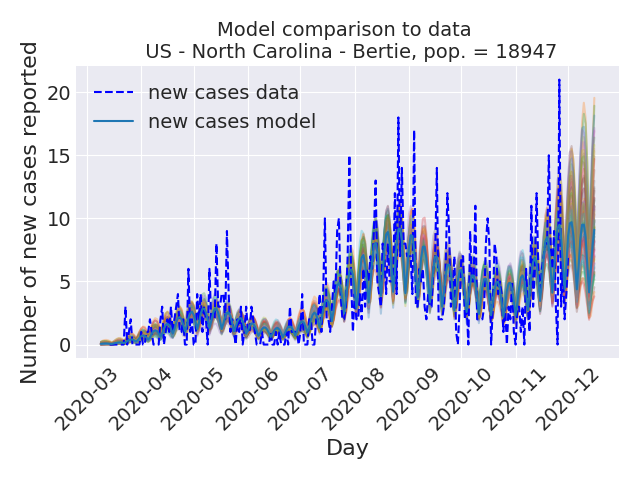 Model comparison to data
US - North Carolina - Bertie, pop. = 18947
Number of new cases reported
20
15
10
5
0
new cases data
new cases model
2020-03
2020-04
2020-05
2020-06
2020-07
2020-08
2020-09
2020-10
2020-11
2020-12
Day